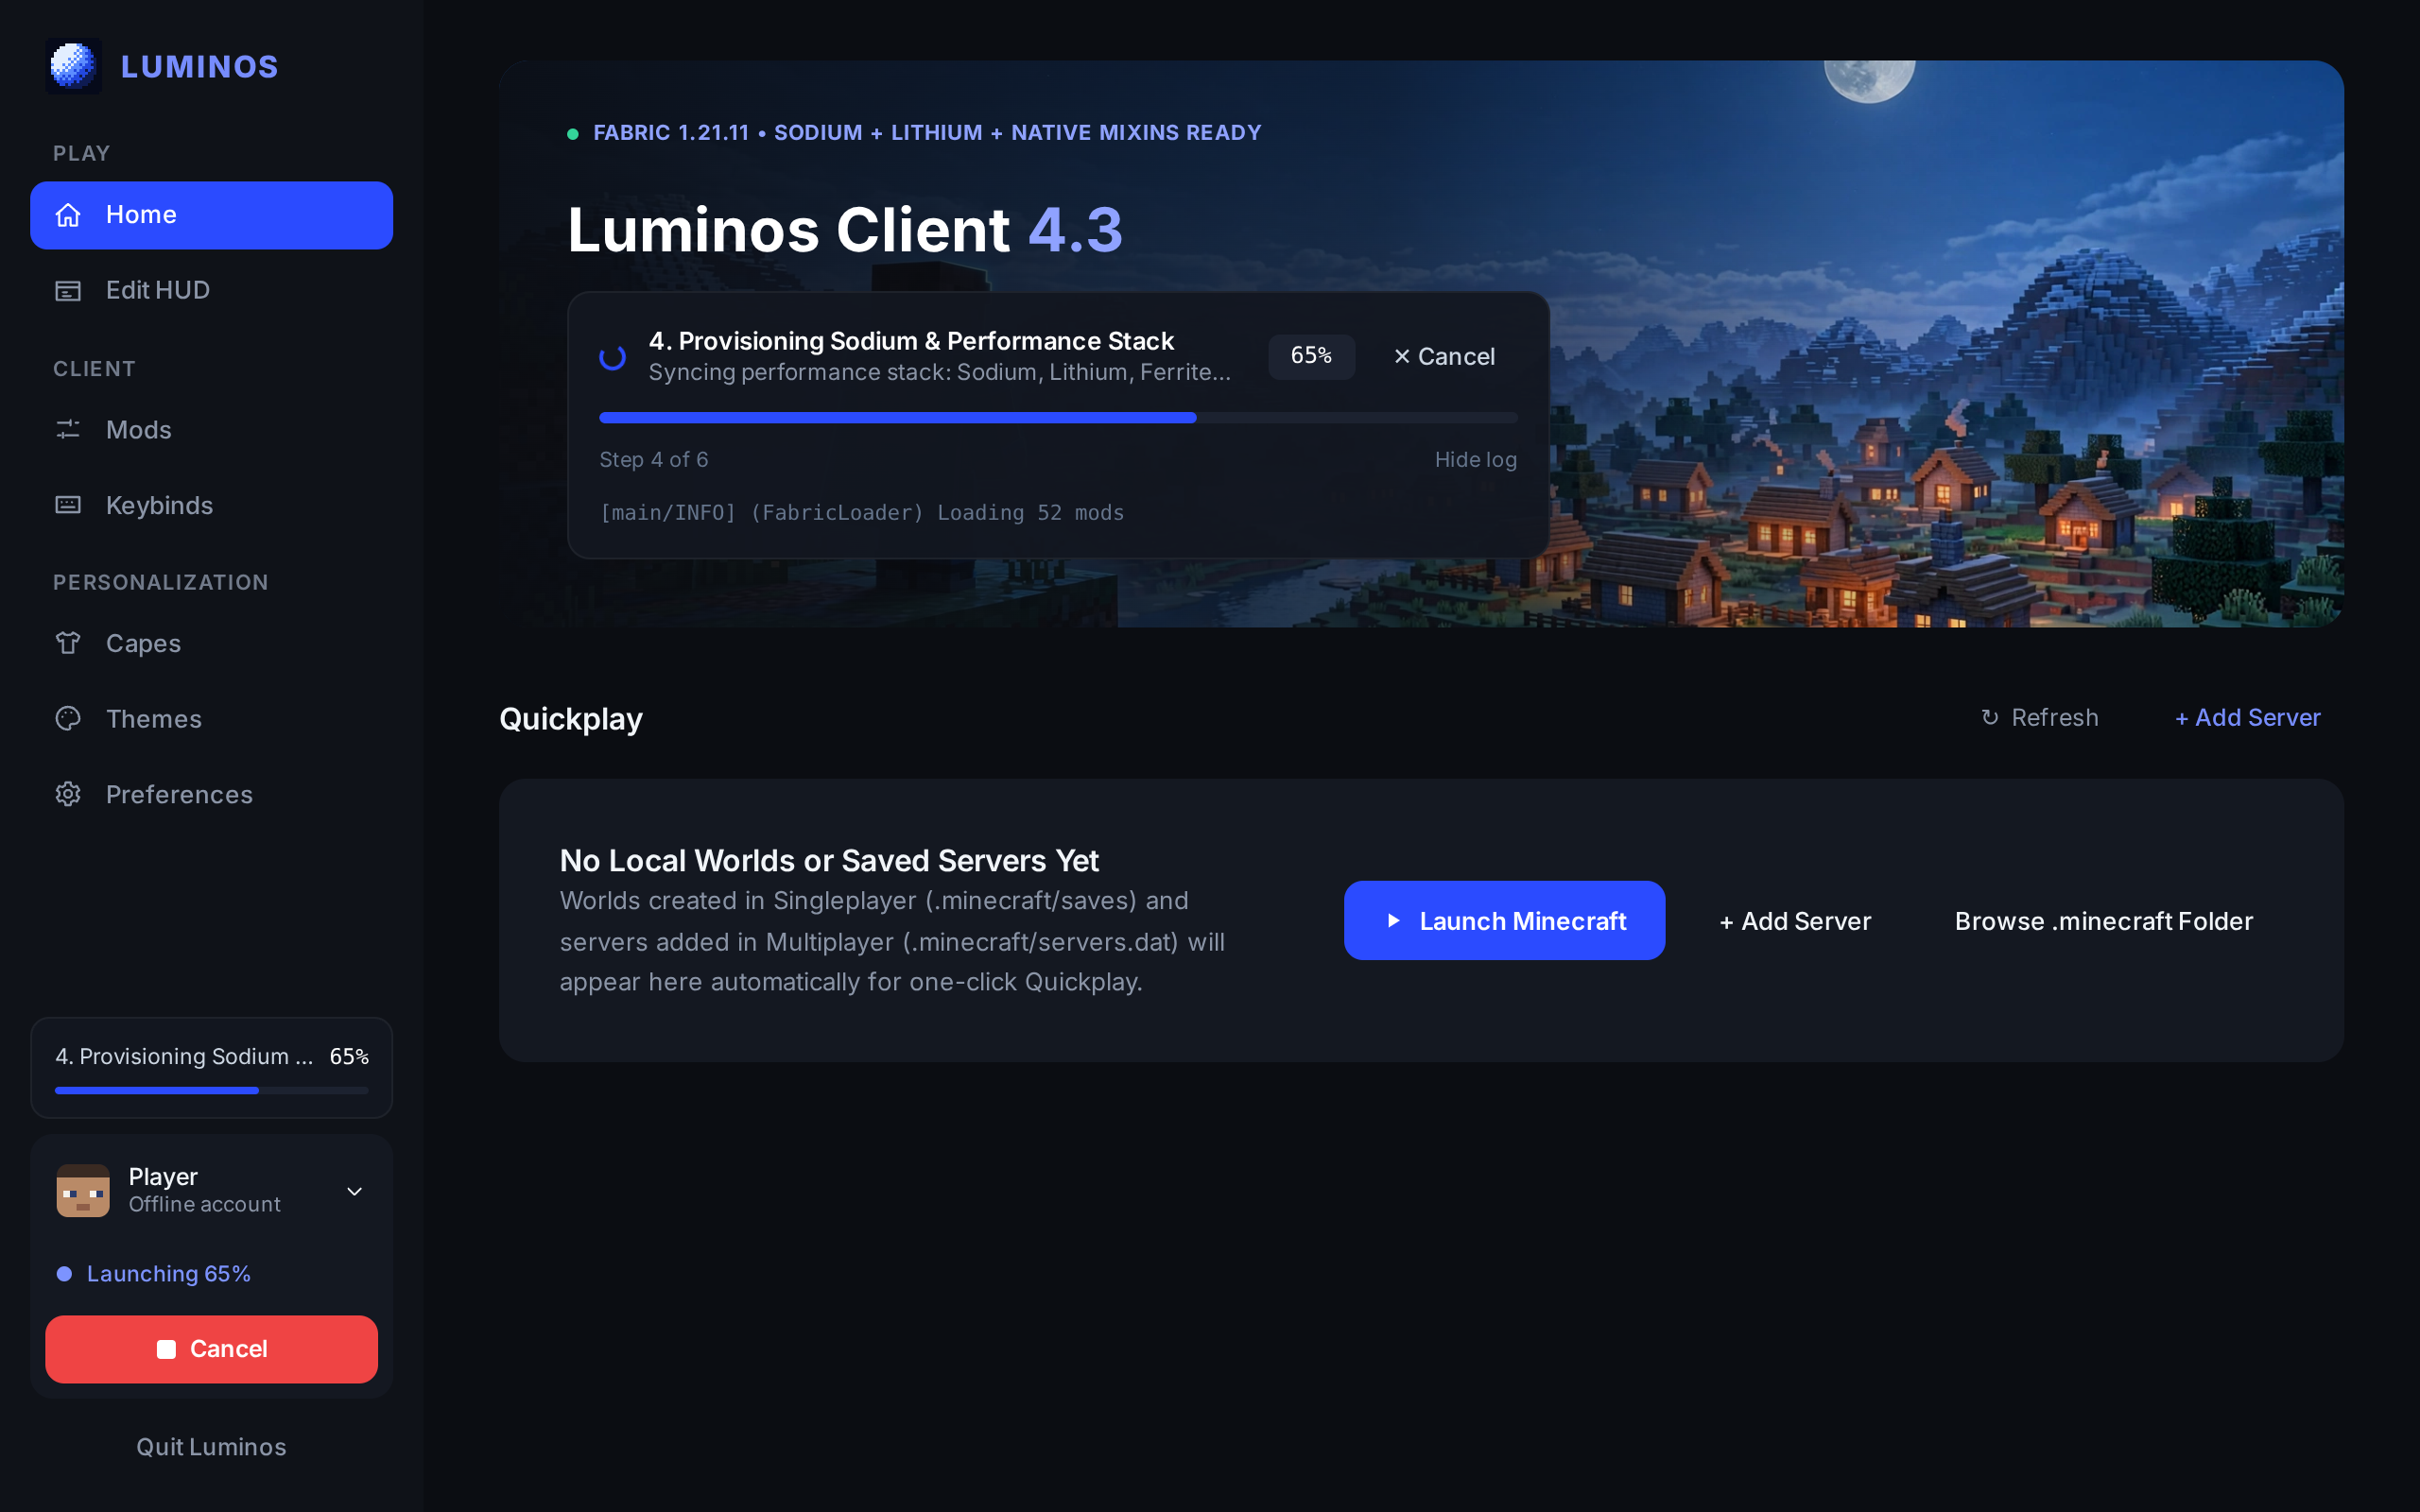 LUMINOS
PLAY
Home
Edit HUD
CLIENT
Mods
Keybinds
PERSONALIZATION
Capes
Themes
Preferences
4. Provisioning Sodium ... 65%
Player
Offline account
Launching 65%
Cancel
Quit Luminos
FABRIC 1.21.11 • SODIUM + LITHIUM + NATIVE MIXINS READY
Luminos Client 4.3
4. Provisioning Sodium & Performance Stack
Syncing performance stack: Sodium, Lithium, Ferrite...
65%
✕ Cancel
Step 4 of 6
Hide log
[main/INFO] (FabricLoader) Loading 52 mods
Quickplay
↻ Refresh
+ Add Server
No Local Worlds or Saved Servers Yet
Worlds created in Singleplayer (.minecraft/saves) and
servers added in Multiplayer (.minecraft/servers.dat) will
appear here automatically for one-click Quickplay.
Launch Minecraft
+ Add Server
Browse .minecraft Folder